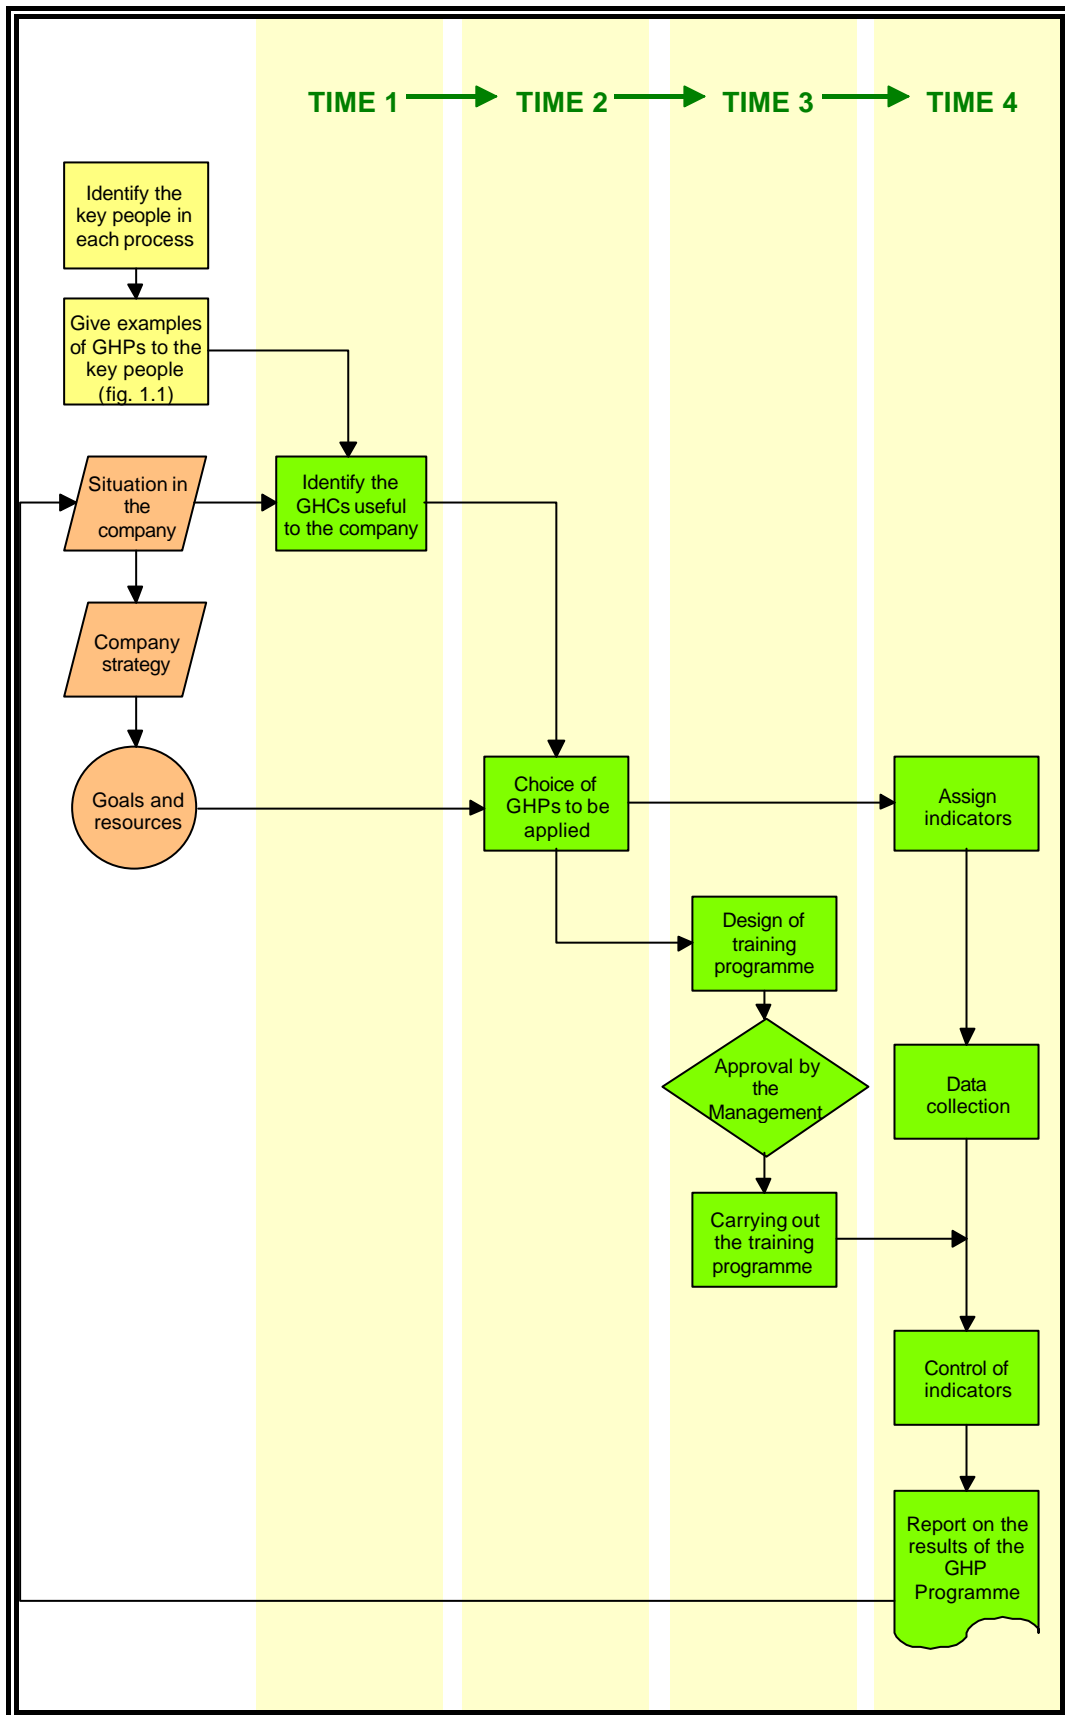 TIME 1 TIME 2 TIME 3 TIME 4
Identify the
key people in
each process
Give examples
of GHPs to the
key people
(fig. 1.1)
Situation in
the
company
Identify the
GHCs useful
to the company
Company
strategy
Goals and
resources
Choice of
GHPs to be
applied
Assign
indicators
Design of
training
programme
Approval by
the
Management
Data
collection
Carrying out
the training
programme
Control of
indicators
Report on the
results of the
GHP
Programme